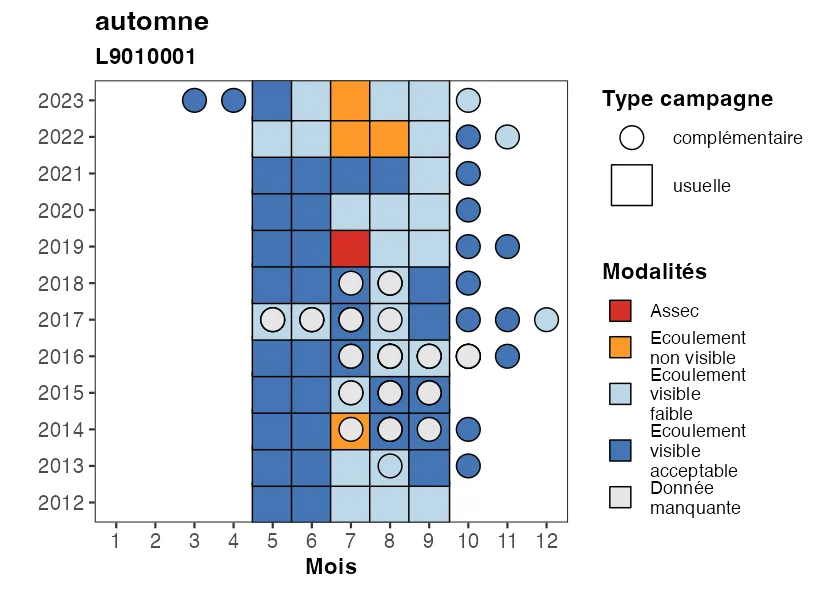 automne
L9010001
2023
2022
2021
2020
2019
2018
2017
2016
2015
2014
2013
2012
1 2 3 4 5 6 7 8 9 10 11 12
Mois
Type campagne
complémentaire
usuelle
Modalités
Assec
Ecoulement
non visible
Ecoulement
visible
faible
Ecoulement
visible
acceptable
Donnée
manquante